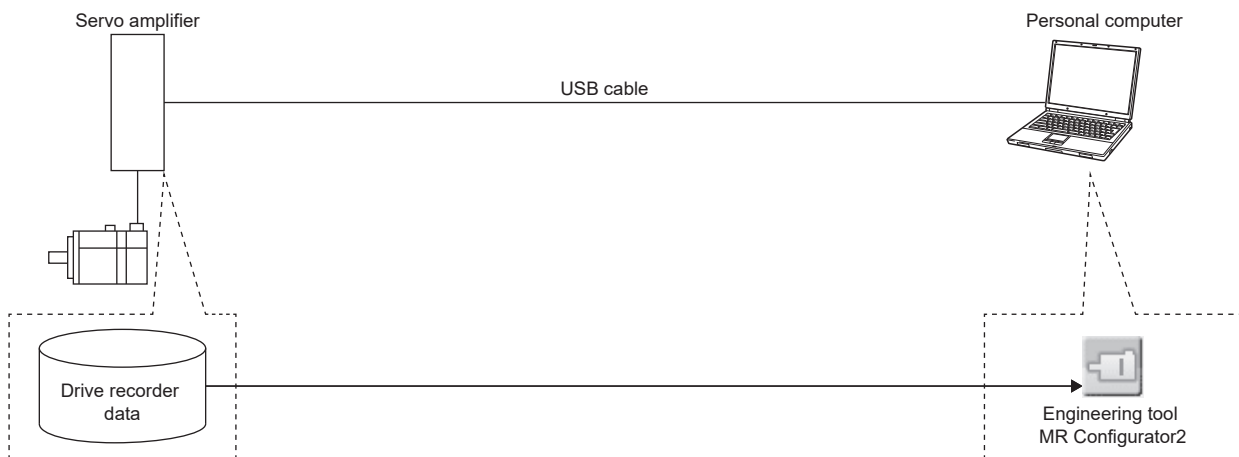 Servo amplifier
Personal computer
USB cable
Drive recorder
data
Engineering tool
MR Configurator2